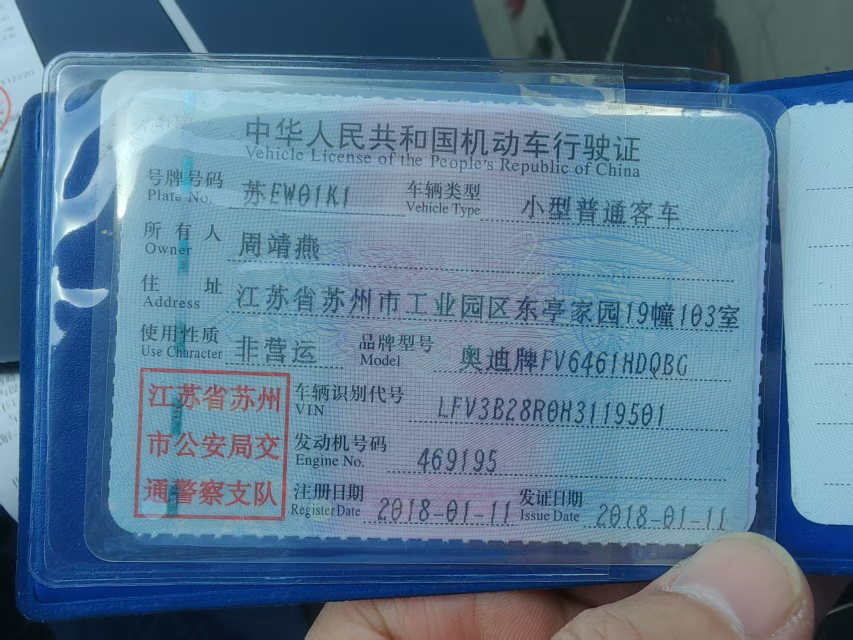 中华人民共和国机动车行驶证
Vehicle License of the People's Republic of China
号牌号码 苏EW01K1 车辆类型 小型普通客车
Plate No. Vehicle Type
所有人 周靖燕
Owner
住址 江苏省苏州市工业园区东亭家园19幢103室
Address
使用性质 非营运 品牌型号 奥迪牌FV6461HDQBG
Use Character Model
江苏省苏州
市公安局交
通警察支队
车辆识别代号 LFV3B28R0H3119501
VIN
发动机号码 469195
Engine No.
注册日期 2018-01-11 发证日期 2018-01-11
Register Date Issue Date